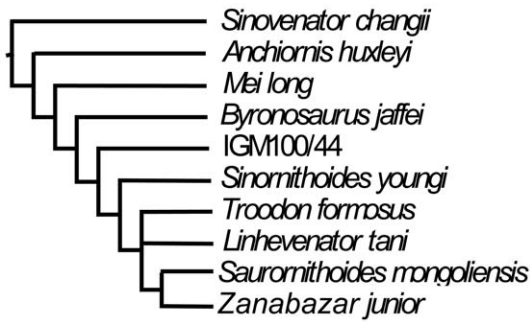 Sinovenator changii
Anchiornis huxleyi
Mei long
Byronosaurus jaffei
IGM100/44
Sinornithoides youngi
Troodon formosus
Linhevenator tani
Saurornithoides mongoliensis
Zanabazar junior